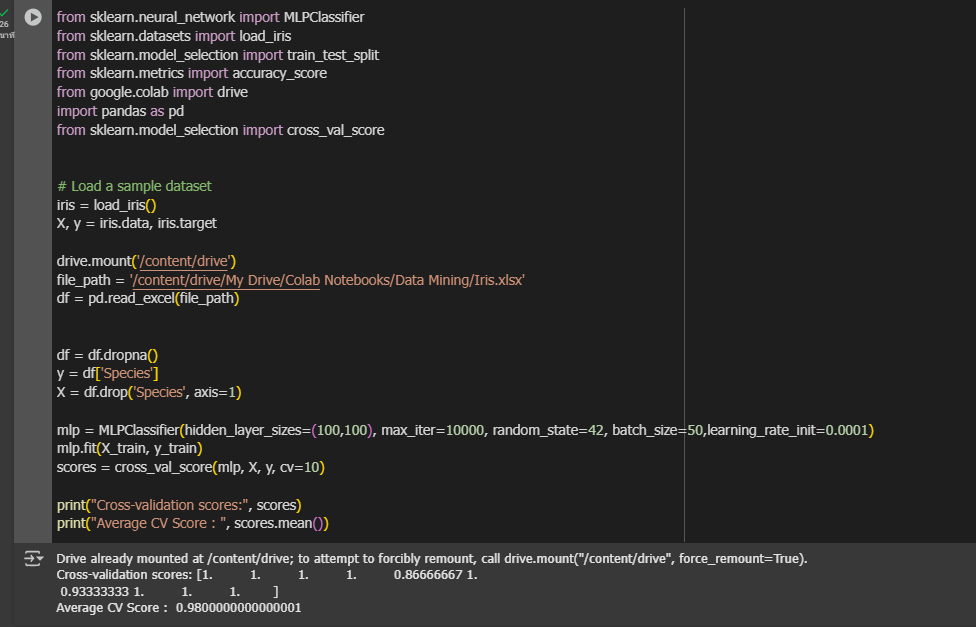 26
นาที
from sklearn.neural_network import MLPClassifier
from sklearn.datasets import load_iris
from sklearn.model_selection import train_test_split
from sklearn.metrics import accuracy_score
from google.colab import drive
import pandas as pd
from sklearn.model_selection import cross_val_score
# Load a sample dataset
iris = load_iris()
X, y = iris.data, iris.target
drive.mount('/content/drive')
file_path = '/content/drive/My Drive/Colab Notebooks/Data Mining/Iris.xlsx'
df = pd.read_excel(file_path)
df = df.dropna()
y = df['Species']
X = df.drop('Species', axis=1)
mlp = MLPClassifier(hidden_layer_sizes=(100,100), max_iter=10000, random_state=42, batch_size=50,learning_rate_init=0.0001)
mlp.fit(X_train, y_train)
scores = cross_val_score(mlp, X, y, cv=10)
print("Cross-validation scores:", scores)
print("Average CV Score : ", scores.mean())
Drive already mounted at /content/drive; to attempt to forcibly remount, call drive.mount("/content/drive", force_remount=True).
Cross-validation scores: [1. 1. 1. 1. 0.86666667 1.
0.93333333 1. 1. 1. ]
Average CV Score : 0.9800000000000001